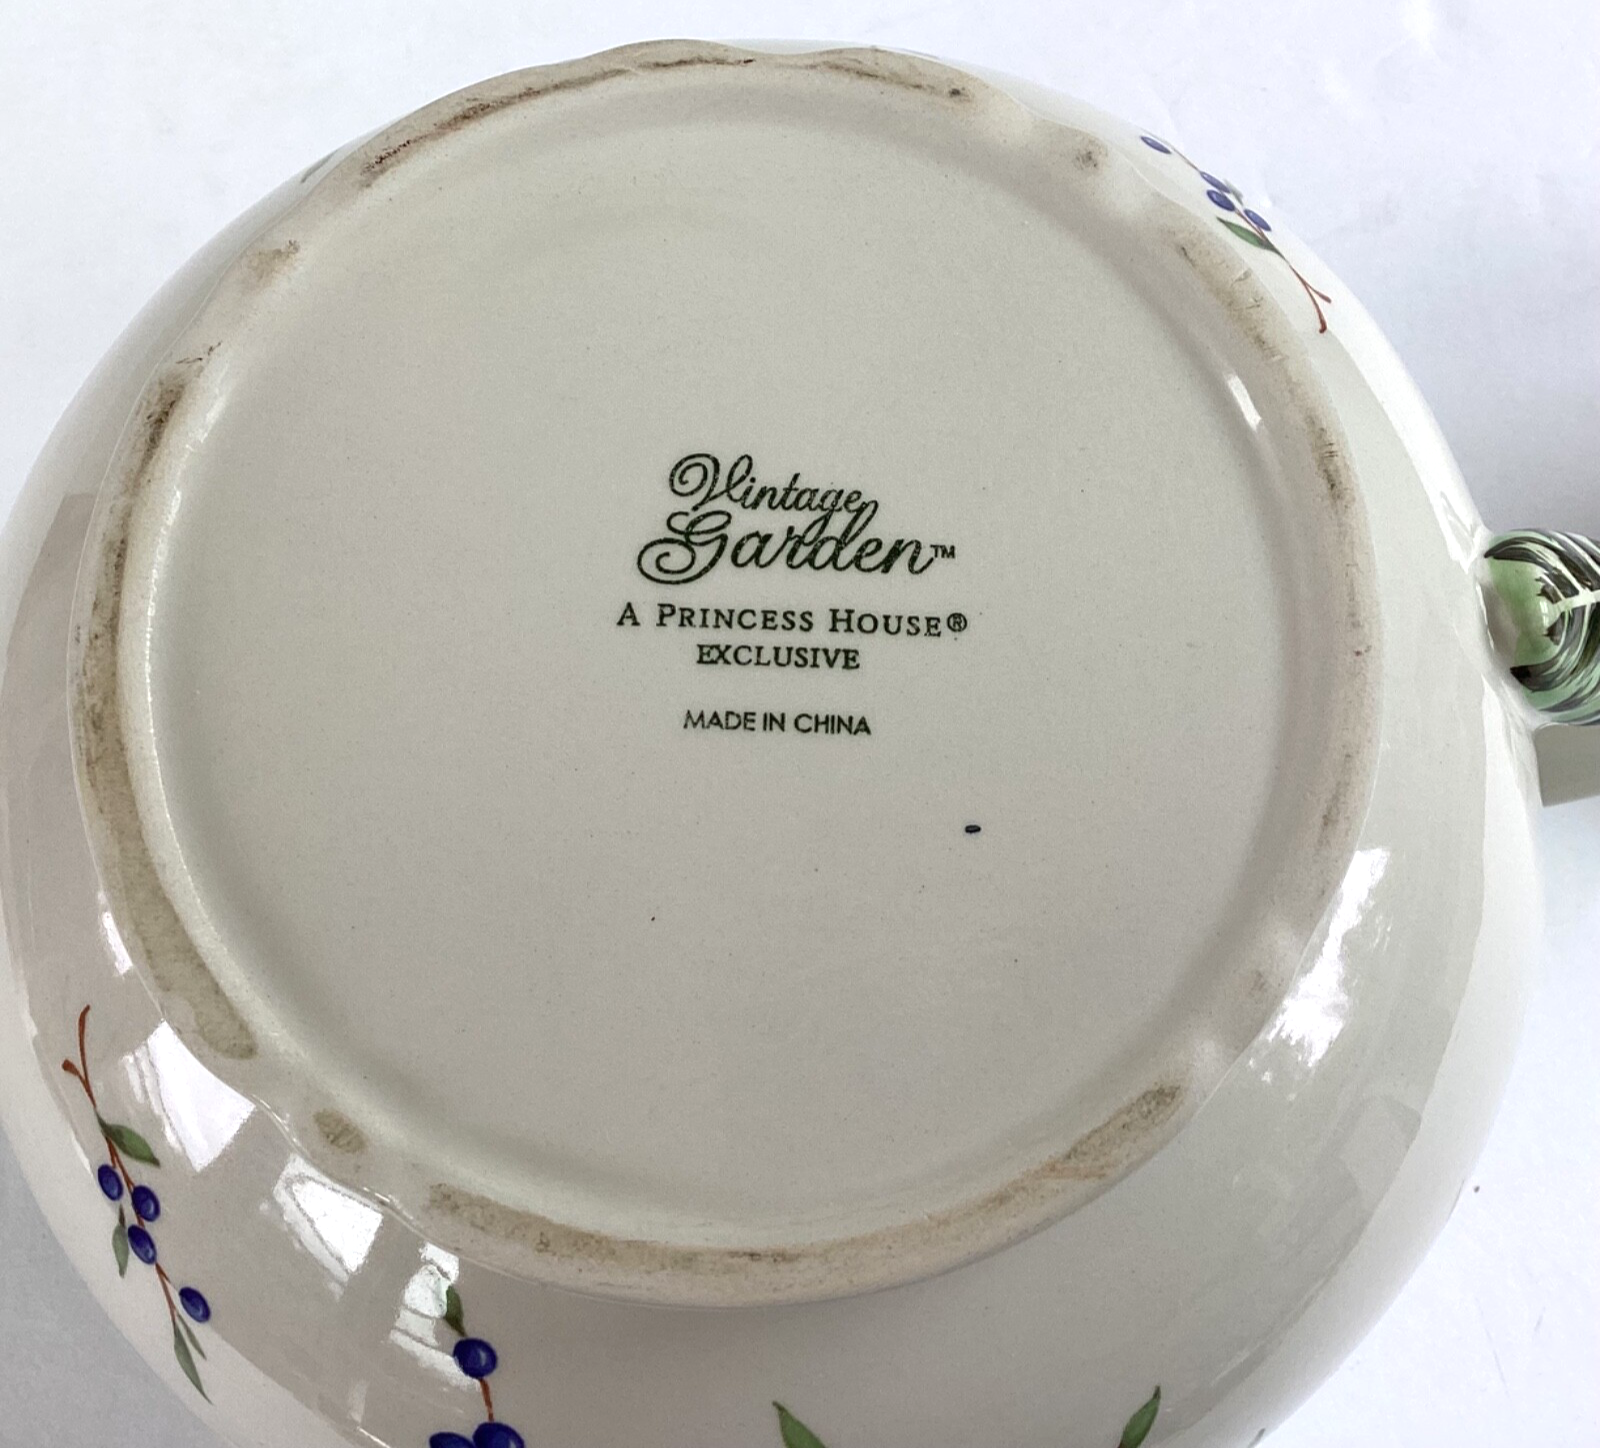 Vintage
Garden™
A PRINCESS HOUSE®
EXCLUSIVE
MADE IN CHINA